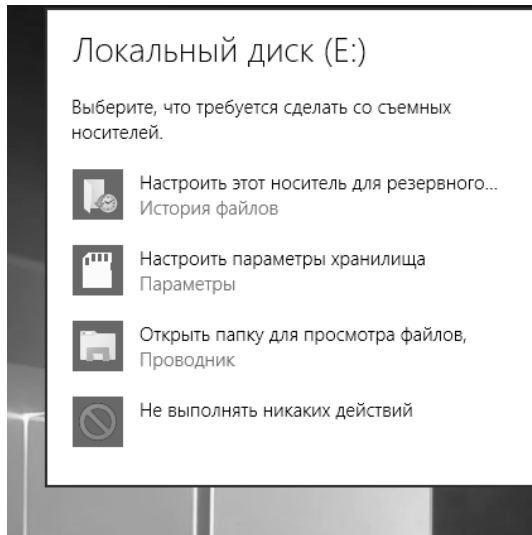 Локальный диск (E:)
Выберите, что требуется сделать со съемных
носителей.
Настроить этот носитель для резервного...
История файлов
Настроить параметры хранилища
Параметры
Открыть папку для просмотра файлов,
Проводник
Не выполнять никаких действий